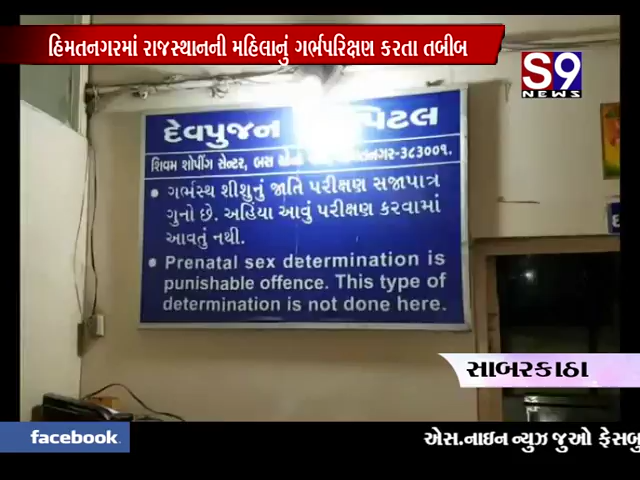 હિંમતનગરમાં રાજસ્થાનની મહિલાનું ગર્ભપરિક્ષણ કરતા તબીબ
S9
NEWS
દેવપુજન
શિવમ શોપીંગ સેન્ટર, બસ
૩૮૩૦૦૧.
• ગર્ભસ્થ શીશુનું જાતિ પરીક્ષણ સજાપાત્ર
ગુનો છે. અહિયા આવું પરીક્ષણ કરવામાં
આવતું નથી.
• Prenatal sex determination is
punishable offence. This type of
determination is not done here.
સાબરકાંઠા
facebook.
એસ.નાઇન ન્યુઝ જુઓ ફેસબુ